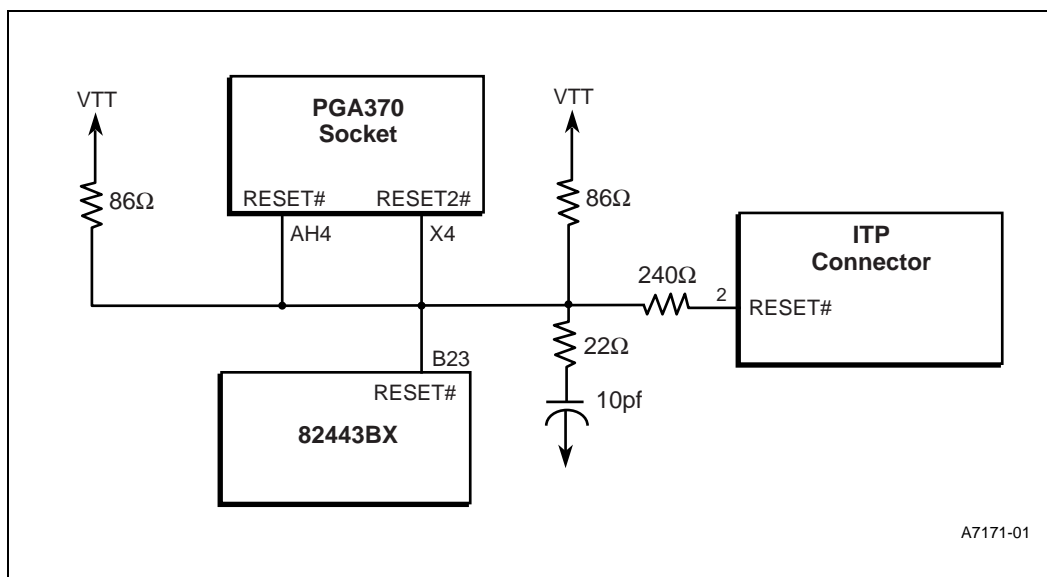 VTT
PGA370
Socket
VTT
86Ω
RESET# RESET2#
86Ω
AH4 X4
ITP
Connector
240Ω
2
RESET#
22Ω
B23
RESET#
10pf
82443BX
A7171-01